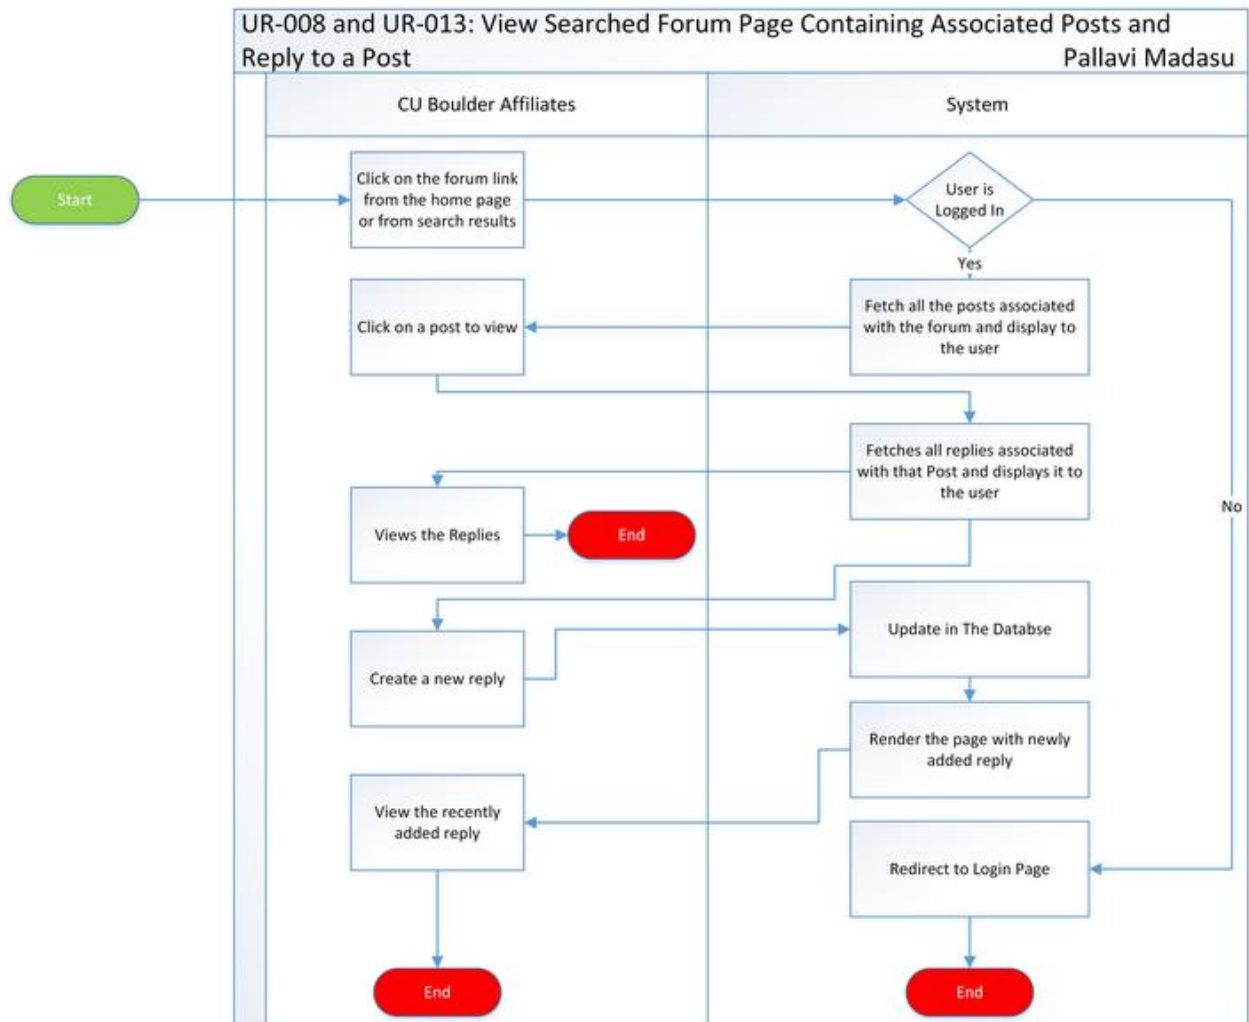 UR-008 and UR-013: View Searched Forum Page Containing Associated Posts and
Reply to a Post
Pallavi Madasu
CU Boulder Affiliates
System
Start
Click on the forum link
from the home page
or from search results
User is
Logged In
Yes
Click on a post to view
Fetch all the posts associated
with the forum and display to
the user
Fetches all replies associated
with that Post and displays it to
the user
No
Views the Replies
End
Update in The Databse
Create a new reply
Render the page with newly
added reply
View the recently
added reply
Redirect to Login Page
End
End